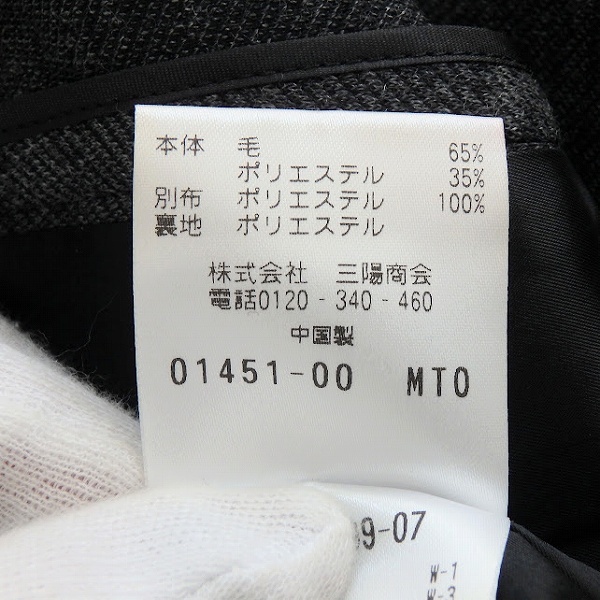 本体 毛 65%
ポリエステル 35%
別布 ポリエステル 100%
裏地 ポリエステル
株式会社 三陽商会
電話0120-340-460
中国製
01451-00 MTO
9-07
W-1
W-3